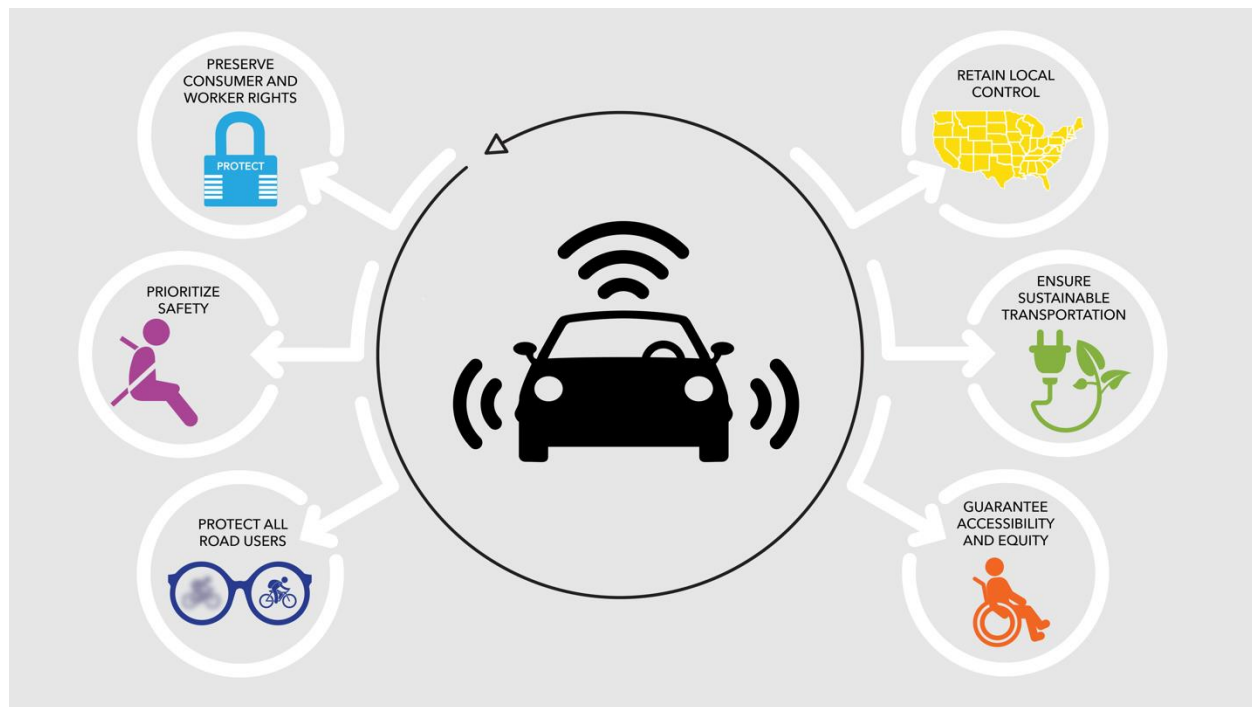 PRESERVE
CONSUMER AND
WORKER RIGHTS
PROTECT
PRIORITIZE
SAFETY
PROTECT ALL
ROAD USERS
RETAIN LOCAL
CONTROL
ENSURE
SUSTAINABLE
TRANSPORTATION
GUARANTEE
ACCESSIBILITY
AND EQUITY